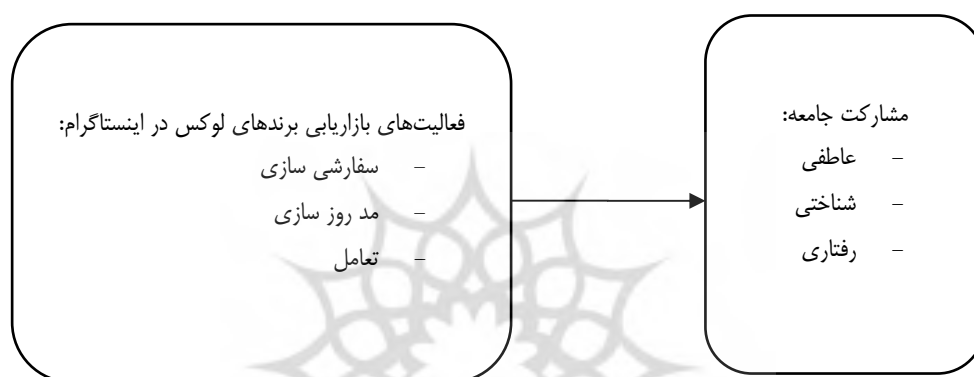 مشارکت جامعه:
– عاطفی
– شناختی
– رفتاری
فعالیت‌های بازاریابی برندهای لوکس در اینستاگرام:
– سفارشی سازی
– مد روز سازی
– تعامل